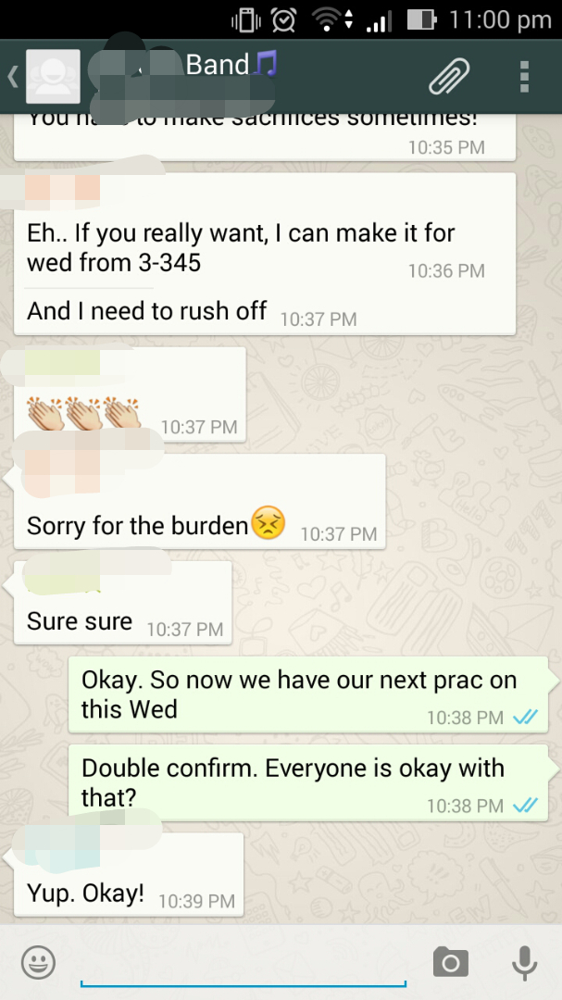 11:00 pm
Band
to make sacrifices sometimes!
10:35 PM
Eh.. If you really want, I can make it for
wed from 3-345
10:36 PM
And I need to rush off 10:37 PM
10:37 PM
Sorry for the burden 10:37 PM
Sure sure 10:37 PM
Okay. So now we have our next prac on
this Wed
10:38 PM
Double confirm. Everyone is okay with
that?
10:38 PM
Yup. Okay! 10:39 PM